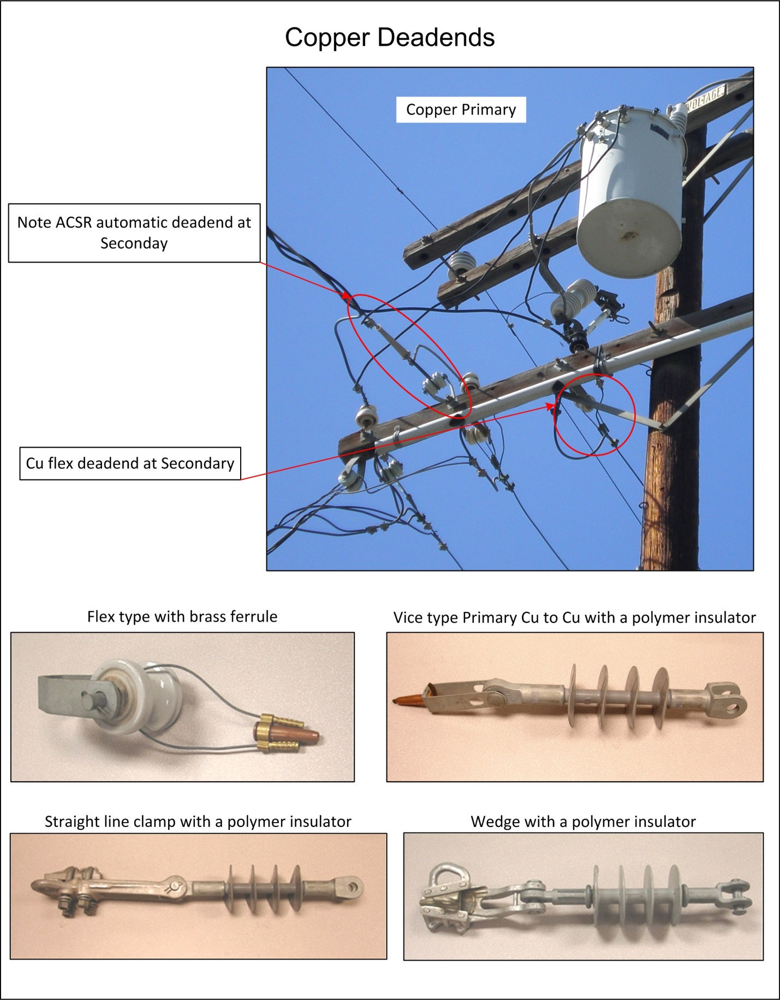 Copper Deadends
Copper Primary
VOLTAGE
Note ACSR automatic deadend at
Seconday
Cu flex deadend at Secondary
Flex type with brass ferrule
Vice type Primary Cu to Cu with a polymer insulator
Straight line clamp with a polymer insulator
Wedge with a polymer insulator